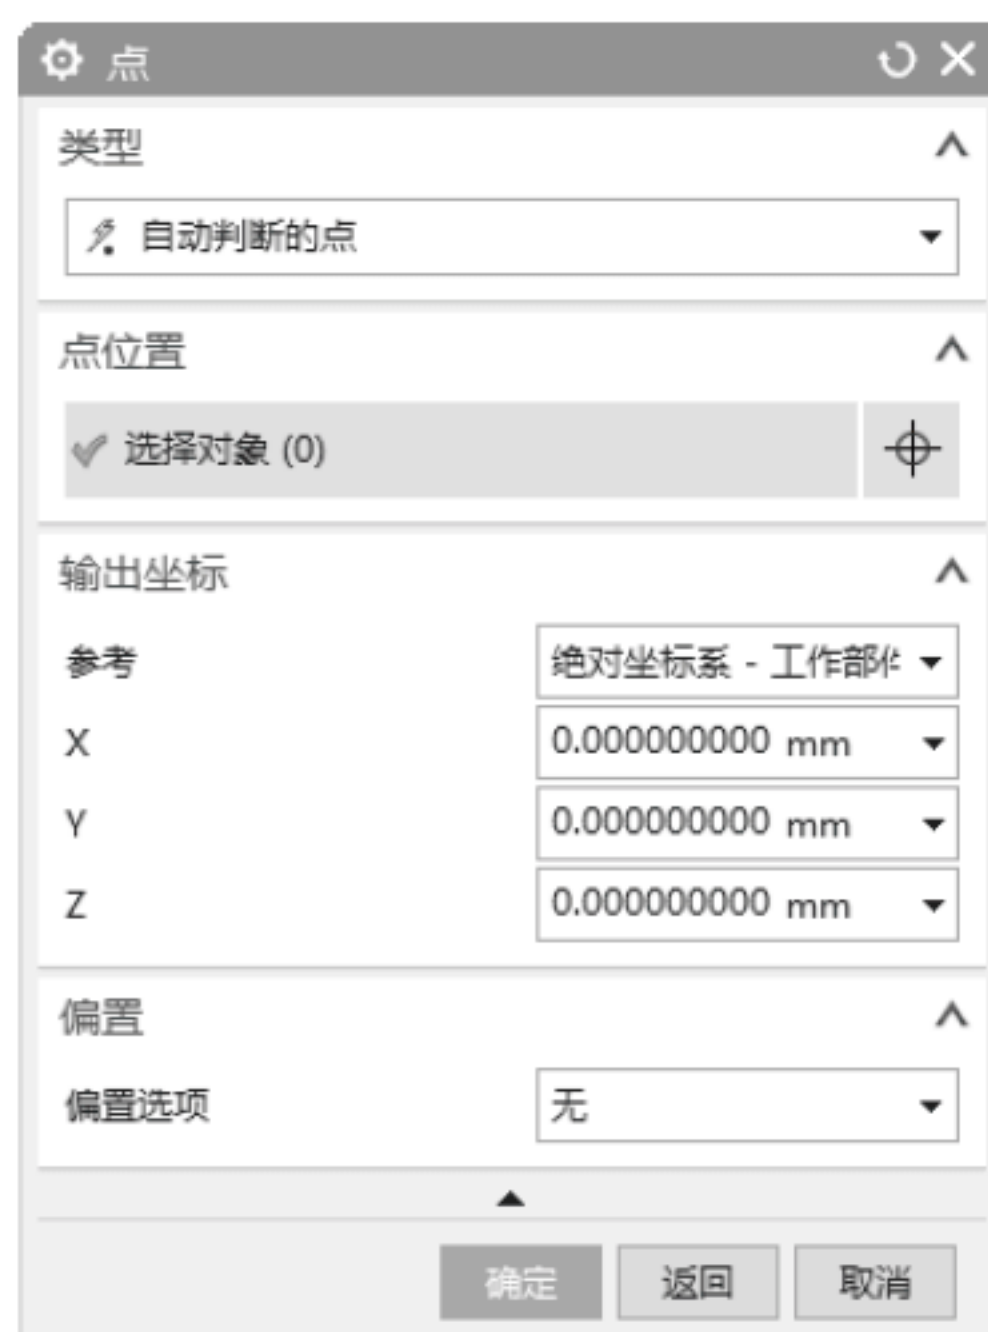 点
类型
自动判断的点
点位置
选择对象 (0)
输出坐标
参考 绝对坐标系 - 工作部
X 0.000000000 mm
Y 0.000000000 mm
Z 0.000000000 mm
偏置
偏置选项 无
确定 返回 取消